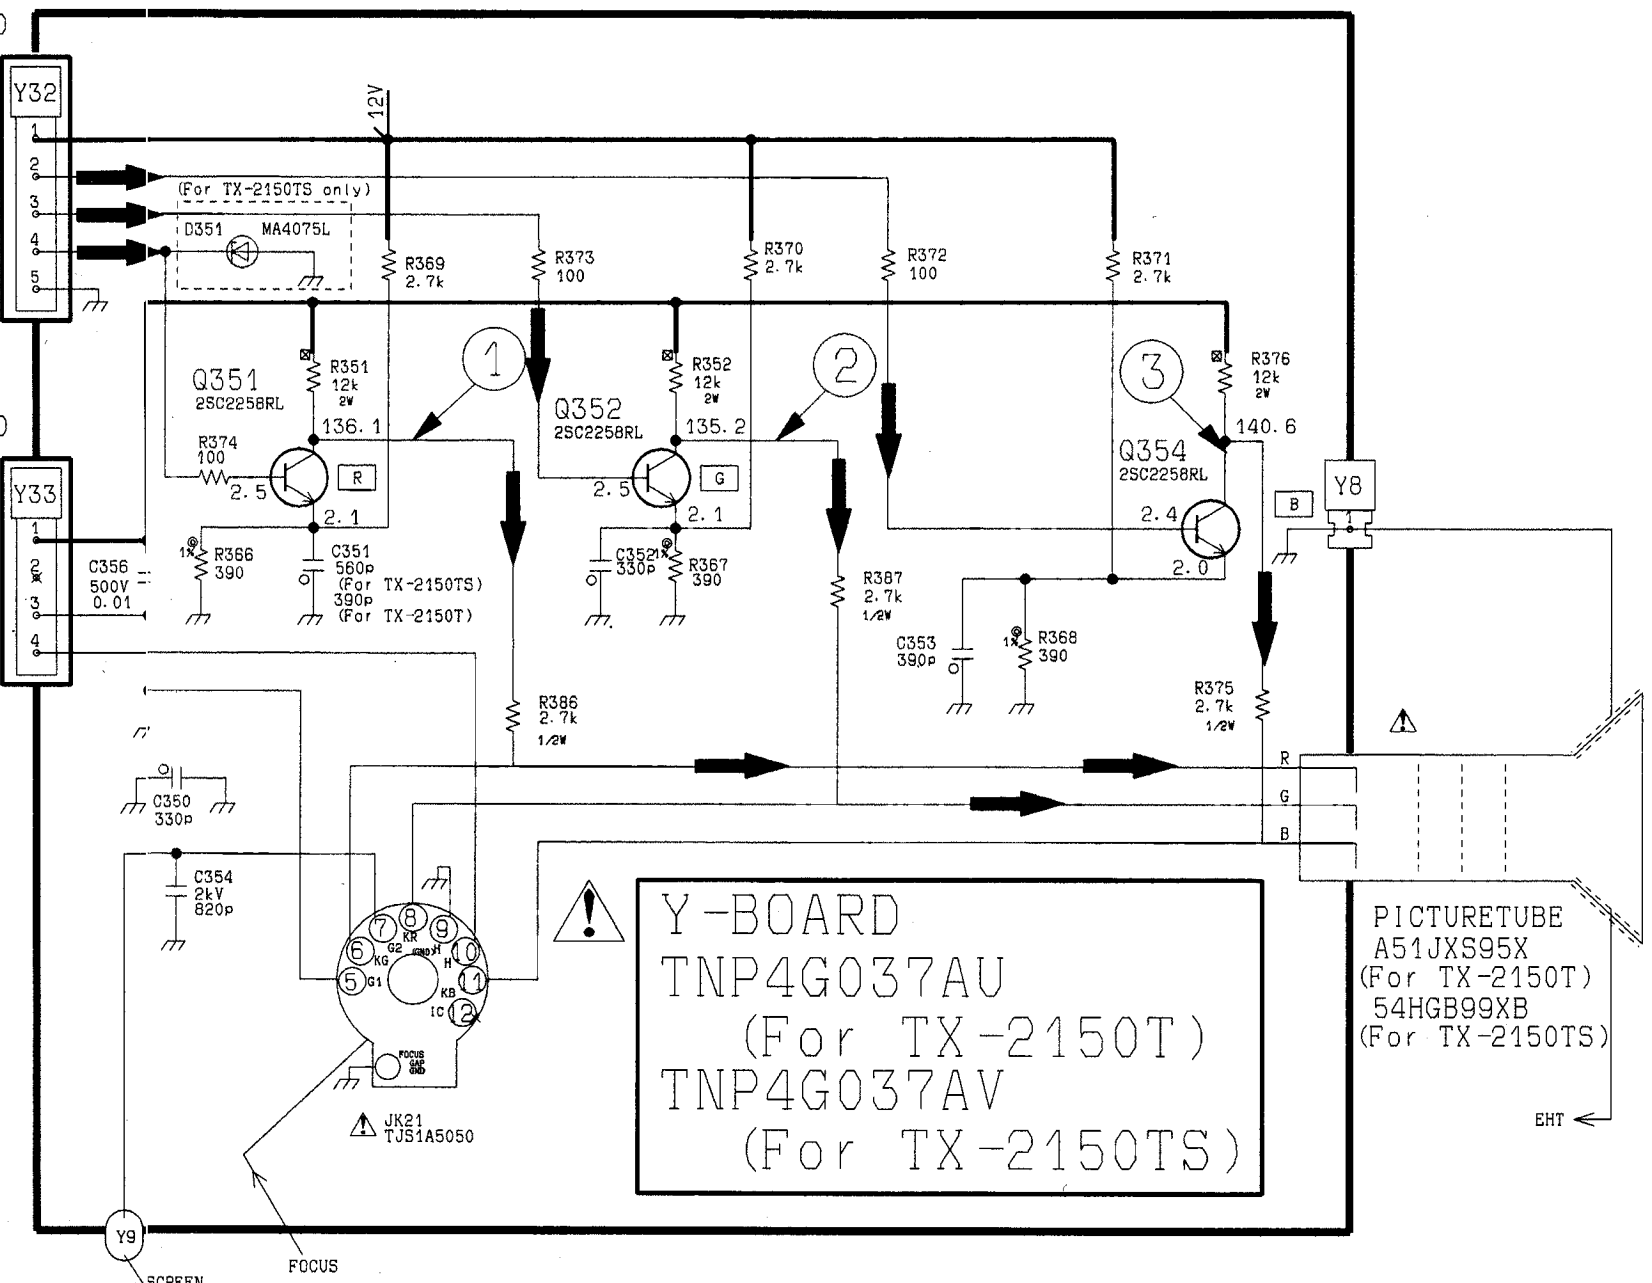 Y32
1
2
3
4
5
12V
(For TX-2150TS only)
D351 MA4075L
R369
2.7k
R373
100
R370
2.7k
R372
100
R371
2.7k
Q351
2SC2258RL
R351
12k
2W
1
136.1
R374
100
2.5
R
2.1
Q352
2SC2258RL
R352
12k
2W
2
135.2
2.5
G
2.1
3
R376
12k
2W
140.6
Q354
2SC2258RL
2.4
2.0
B
Y8
1
Y33
1
2
3
4
C356
500V
0.01
1%
R366
390
C351
560p
(For TX-2150TS)
390p
(For TX-2150T)
C352
330p
1%
R367
390
R387
2.7k
1/2W
C353
390p
1%
R368
390
R375
2.7k
1/2W
R386
2.7k
1/2W
R
G
B
C350
330p
C354
2kV
820p
5
6
7
8
9
10
11
12
G1
KG
G2
KR
(GND)
H
H
KB
IC
FOCUS
GAP
GND
JK21
TJS1A5050
Y-BOARD
TNP4G037AU
(For TX-2150T)
TNP4G037AV
(For TX-2150TS)
PICTURETUBE
A51JXS95X
(For TX-2150T)
54HGB99XB
(For TX-2150TS)
EHT
Y9
FOCUS
SCREEN